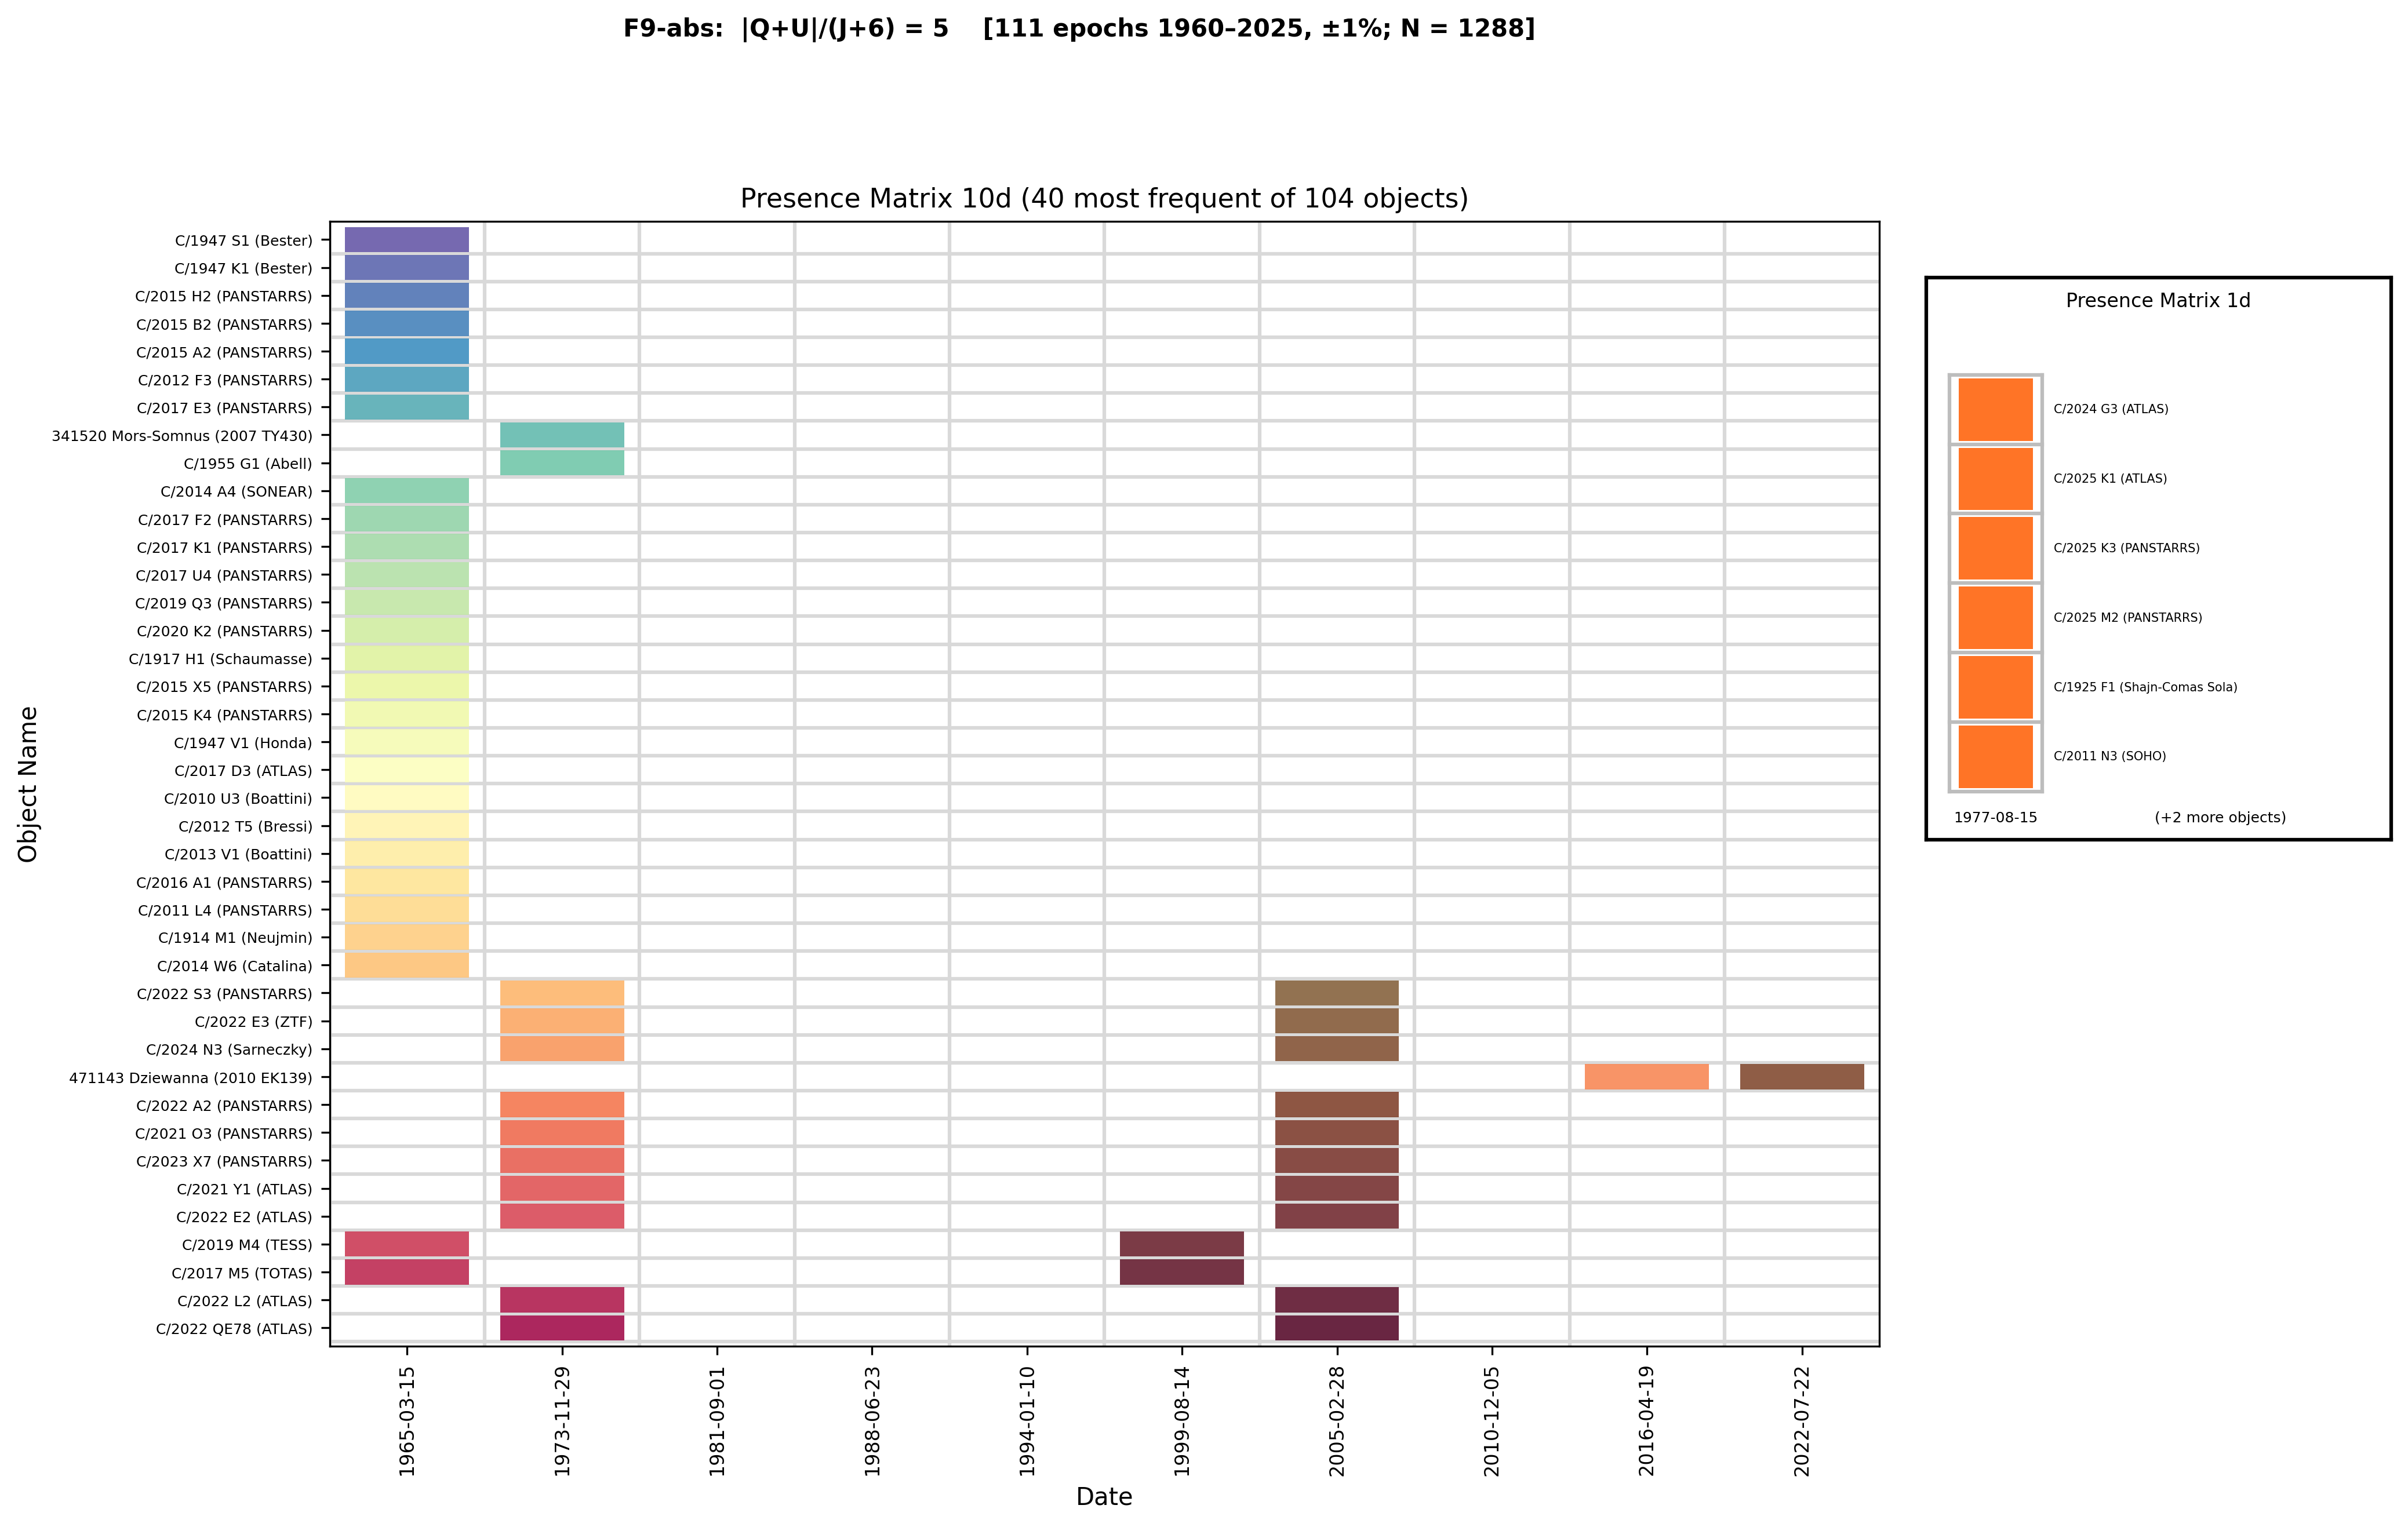 F9-abs:  |Q+U|/(J+6) = 5    [111 epochs 1960–2025, ±1%; N = 1288]
Presence Matrix 10d (40 most frequent of 104 objects)
Object Name
C/1947 S1 (Bester)
C/1947 K1 (Bester)
C/2015 H2 (PANSTARRS)
C/2015 B2 (PANSTARRS)
C/2015 A2 (PANSTARRS)
C/2012 F3 (PANSTARRS)
C/2017 E3 (PANSTARRS)
341520 Mors-Somnus (2007 TY430)
C/1955 G1 (Abell)
C/2014 A4 (SONEAR)
C/2017 F2 (PANSTARRS)
C/2017 K1 (PANSTARRS)
C/2017 U4 (PANSTARRS)
C/2019 Q3 (PANSTARRS)
C/2020 K2 (PANSTARRS)
C/1917 H1 (Schaumasse)
C/2015 X5 (PANSTARRS)
C/2015 K4 (PANSTARRS)
C/1947 V1 (Honda)
C/2017 D3 (ATLAS)
C/2010 U3 (Boattini)
C/2012 T5 (Bressi)
C/2013 V1 (Boattini)
C/2016 A1 (PANSTARRS)
C/2011 L4 (PANSTARRS)
C/1914 M1 (Neujmin)
C/2014 W6 (Catalina)
C/2022 S3 (PANSTARRS)
C/2022 E3 (ZTF)
C/2024 N3 (Sarneczky)
471143 Dziewanna (2010 EK139)
C/2022 A2 (PANSTARRS)
C/2021 O3 (PANSTARRS)
C/2023 X7 (PANSTARRS)
C/2021 Y1 (ATLAS)
C/2022 E2 (ATLAS)
C/2019 M4 (TESS)
C/2017 M5 (TOTAS)
C/2022 L2 (ATLAS)
C/2022 QE78 (ATLAS)
1965-03-15
1973-11-29
1981-09-01
1988-06-23
1994-01-10
1999-08-14
2005-02-28
2010-12-05
2016-04-19
2022-07-22
Date
Presence Matrix 1d
C/2024 G3 (ATLAS)
C/2025 K1 (ATLAS)
C/2025 K3 (PANSTARRS)
C/2025 M2 (PANSTARRS)
C/1925 F1 (Shajn-Comas Sola)
C/2011 N3 (SOHO)
1977-08-15
(+2 more objects)